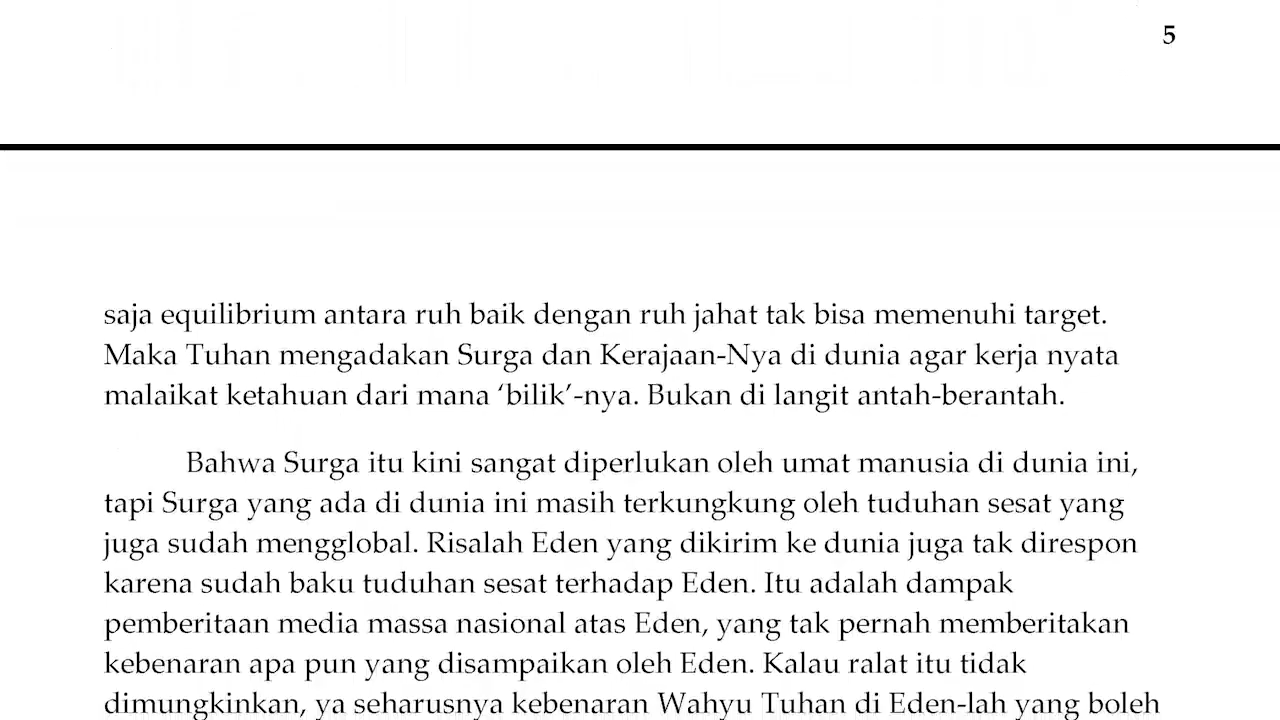 5
saja equilibrium antara ruh baik dengan ruh jahat tak bisa memenuhi target.
Maka Tuhan mengadakan Surga dan Kerajaan-Nya di dunia agar kerja nyata
malaikat ketahuan dari mana ‘bilik’-nya. Bukan di langit antah-berantah.
Bahwa Surga itu kini sangat diperlukan oleh umat manusia di dunia ini,
tapi Surga yang ada di dunia ini masih terkungkung oleh tuduhan sesat yang
juga sudah mengglobal. Risalah Eden yang dikirim ke dunia juga tak direspon
karena sudah baku tuduhan sesat terhadap Eden. Itu adalah dampak
pemberitaan media massa nasional atas Eden, yang tak pernah memberitakan
kebenaran apa pun yang disampaikan oleh Eden. Kalau ralat itu tidak
dimungkinkan, ya seharusnya kebenaran Wahyu Tuhan di Eden-lah yang boleh